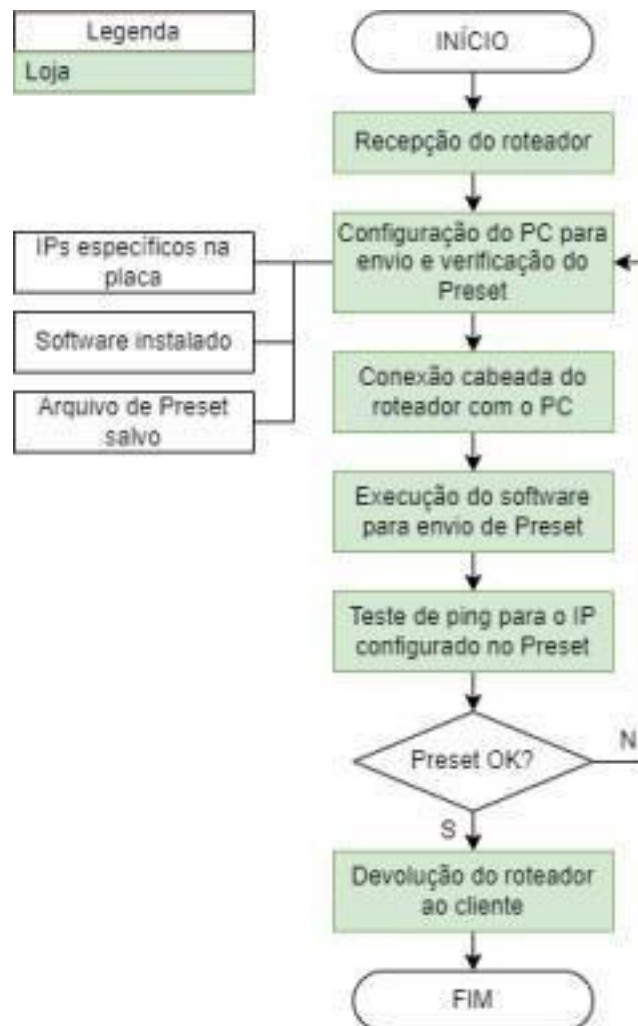 Legenda
Loja
INÍCIO
Recepção do roteador
Configuração do PC para
envio e verificação do
Preset
IPs específicos na
placa
Software instalado
Arquivo de Preset
salvo
Conexão cabeada do
roteador com o PC
Execução do software
para envio de Preset
Teste de ping para o IP
configurado no Preset
Preset OK?
N
S
Devolução do roteador
ao cliente
FIM